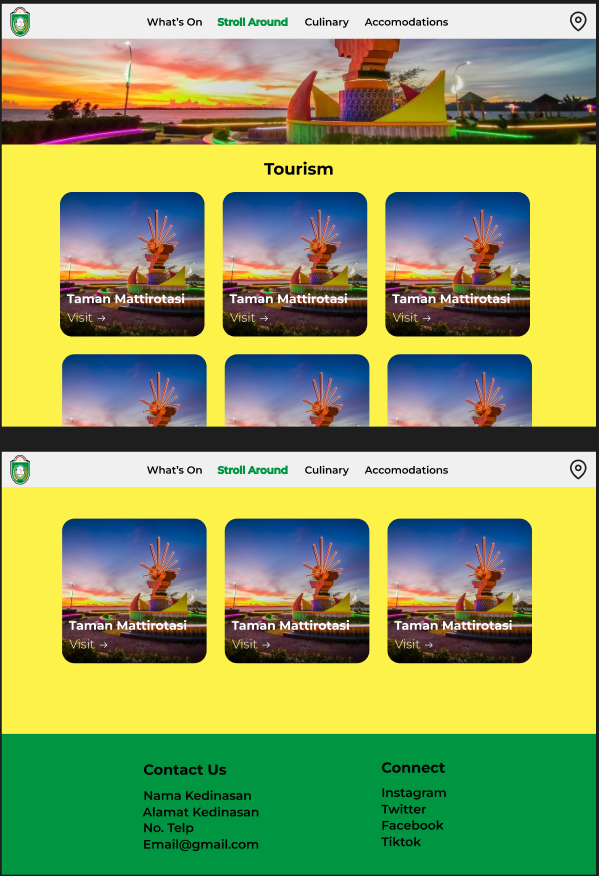 What's On Stroll Around Culinary Accomodations
Tourism
Taman Mattirotasi Taman Mattirotasi Taman Mattirotasi
Visit → Visit → Visit →
What's On Stroll Around Culinary Accomodations
Taman Mattirotasi Taman Mattirotasi Taman Mattirotasi
Visit → Visit → Visit →
Contact Us
Nama Kedinasan
Alamat Kedinasan
No. Telp
Email@gmail.com
Connect
Instagram
Twitter
Facebook
Tiktok